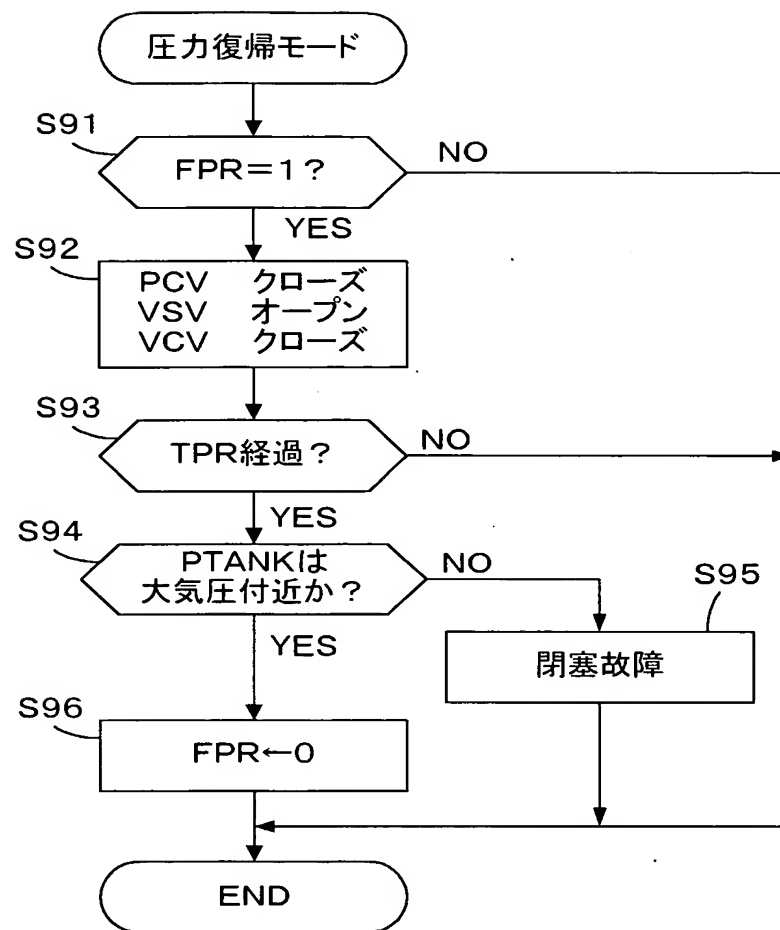 圧力復帰モード
S91
FPR=1?
NO
YES
S92
PCV クローズ
VSV オープン
VCV クローズ
S93
TPR経過?
NO
YES
S94
PTANKは
大気圧付近か?
NO
S95
YES
閉塞故障
S96
FPR←0
END